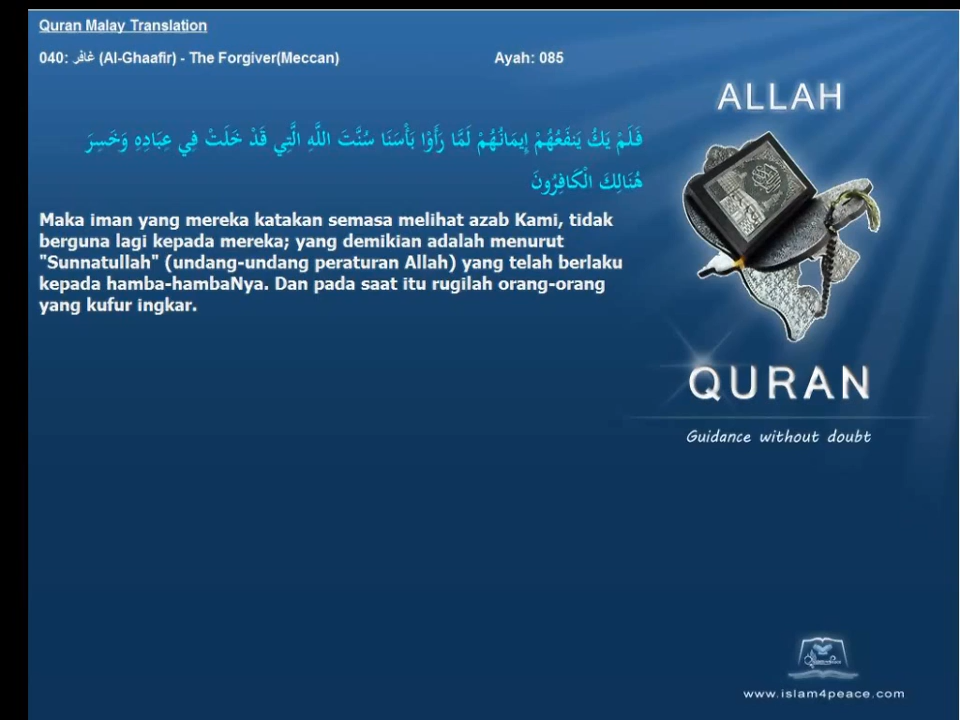 Quran Malay Translation
040: غافر (Al-Ghaafir) - The Forgiver(Meccan) Ayah: 085
ALLAH
فَلَمْ يَكُ يَنفَعُهُمْ إِيمَانُهُمْ لَمَّا رَأَوْا بَأْسَنَا سُنَّتَ اللَّهِ الَّتِي قَدْ خَلَتْ فِي عِبَادِهِ وَخَسِرَ
هُنَالِكَ الْكَافِرُونَ
Maka iman yang mereka katakan semasa melihat azab Kami, tidak
berguna lagi kepada mereka; yang demikian adalah menurut
"Sunnatullah" (undang-undang peraturan Allah) yang telah berlaku
kepada hamba-hambaNya. Dan pada saat itu rugilah orang-orang
yang kufur ingkar.
QURAN
Guidance without doubt
www.islam4peace.com